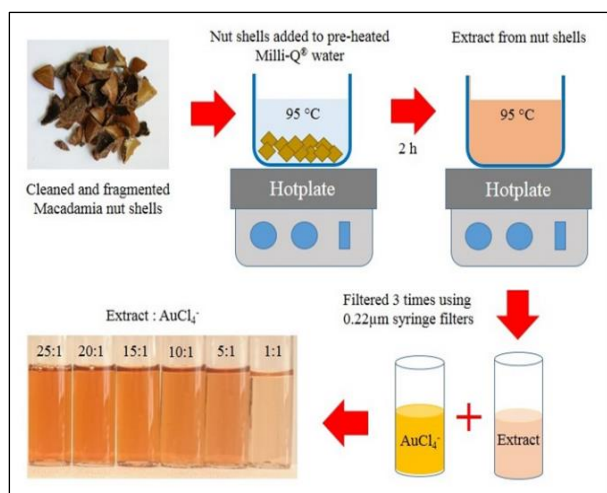 Nut shells added to pre-heated
Milli-Q® water
Extract from nut shells
95 °C
2 h
95 °C
Cleaned and fragmented
Macadamia nut shells
Hotplate
Hotplate
Filtered 3 times using
0.22µm syringe filters
Extract : AuCl₄⁻
25:1 20:1 15:1 10:1 5:1 1:1
AuCl₄⁻
+
Extract